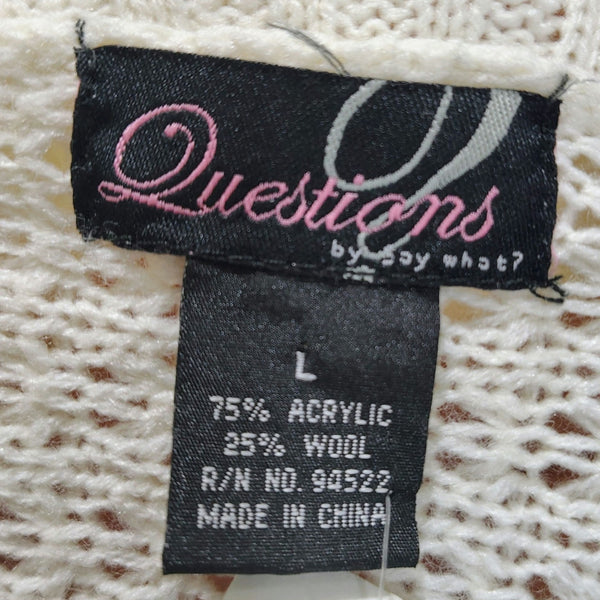 Questions
by say what?
L
75% ACRYLIC
25% WOOL
R/N NO. 94522
MADE IN CHINA